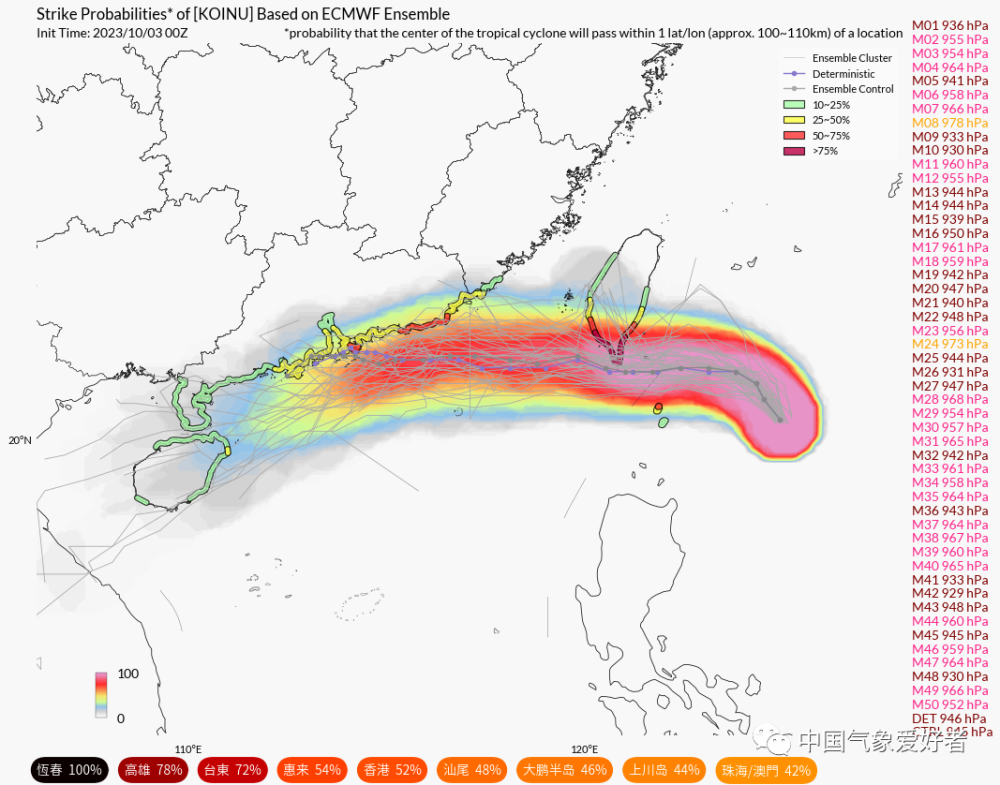 Strike Probabilities* of [KOINU] Based on ECMWF Ensemble
Init Time: 2023/10/03 00Z
*probability that the center of the tropical cyclone will pass within 1 lat/lon (approx. 100~110km) of a location
Ensemble Cluster
Deterministic
Ensemble Control
10~25%
25~50%
50~75%
>75%
M01 936 hPa
M02 955 hPa
M03 954 hPa
M04 964 hPa
M05 941 hPa
M06 958 hPa
M07 966 hPa
M08 978 hPa
M09 933 hPa
M10 930 hPa
M11 960 hPa
M12 955 hPa
M13 944 hPa
M14 944 hPa
M15 939 hPa
M16 950 hPa
M17 961 hPa
M18 959 hPa
M19 942 hPa
M20 947 hPa
M21 940 hPa
M22 948 hPa
M23 956 hPa
M24 973 hPa
M25 944 hPa
M26 931 hPa
M27 947 hPa
M28 968 hPa
M29 954 hPa
M30 957 hPa
M31 965 hPa
M32 942 hPa
M33 961 hPa
M34 958 hPa
M35 964 hPa
M36 943 hPa
M37 964 hPa
M38 967 hPa
M39 960 hPa
M40 965 hPa
M41 933 hPa
M42 929 hPa
M43 948 hPa
M44 960 hPa
M45 945 hPa
M46 959 hPa
M47 964 hPa
M48 930 hPa
M49 966 hPa
M50 952 hPa
DET 946 hPa
20°N
100
0
中国气象爱好者
110°E
120°E
恆春 100%
高雄 78%
台東 72%
惠来 54%
香港 52%
汕尾 48%
大鹏半岛 46%
上川岛 44%
珠海/澳門 42%